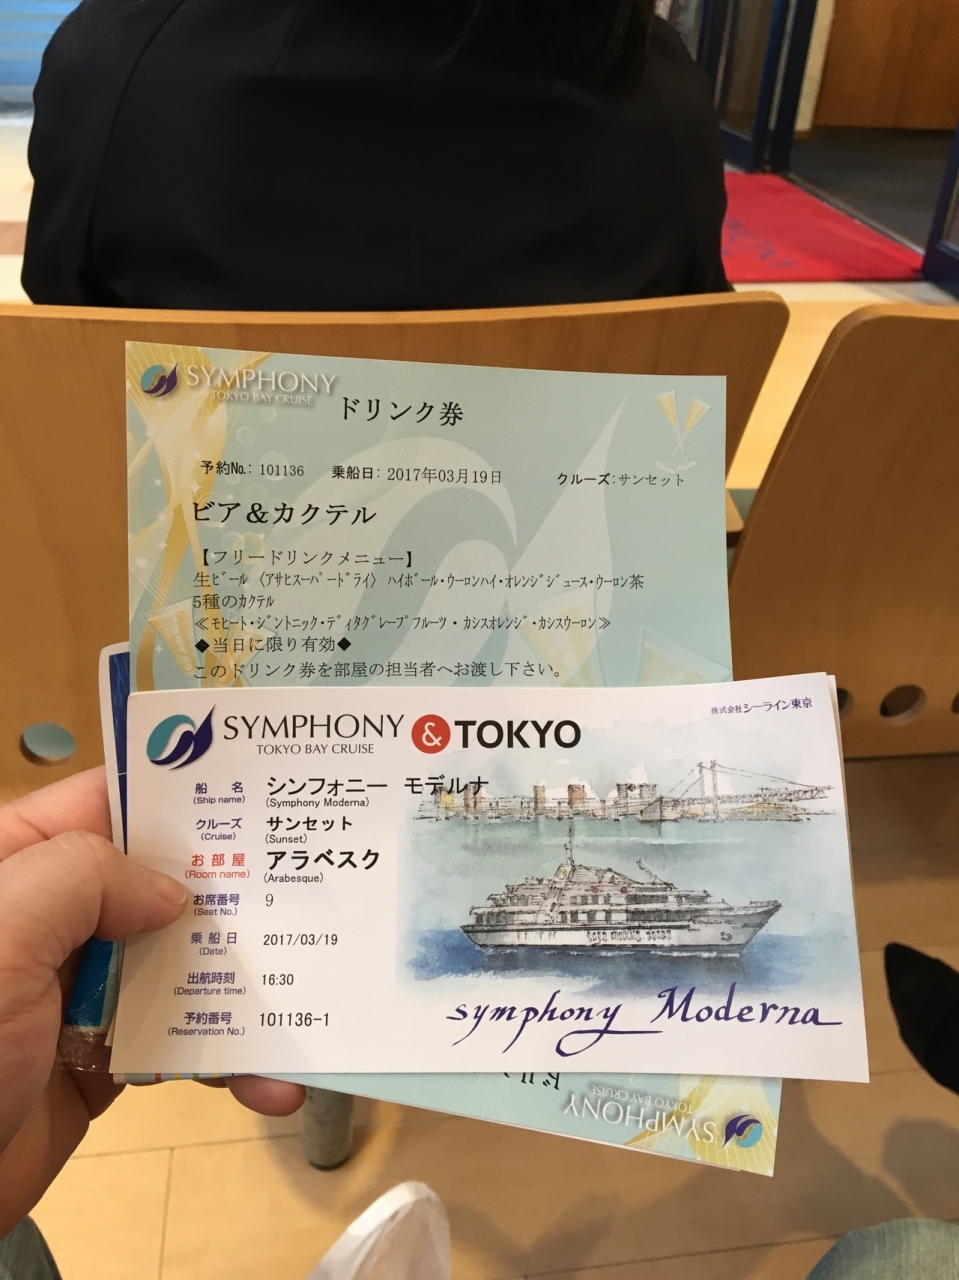 SYMPHONY
TOKYO BAY CRUISE
ドリンク券
予約No.: 101136 乗船日: 2017年03月19日 クルーズ:サンセット
ビア&カクテル
【フリードリンクメニュー】
生ビール 〈アサヒスーパードライ〉 ハイボール・ウーロンハイ・オレンジジュース・ウーロン茶
5種のカクテル
≪モヒート・ジントニック・ディタグレープフルーツ・カシスオレンジ・カシスウーロン≫
◆当日に限り有効◆
このドリンク券を部屋の担当者へお渡し下さい。
SYMPHONY & TOKYO
TOKYO BAY CRUISE
株式会社シーライン東京
船名 シンフォニー モデルナ
(Ship name) (Symphony Moderna)
クルーズ サンセット
(Cruise) (Sunset)
お部屋 アラベスク
(Room name) (Arabesque)
お席番号 9
(Seat No.)
乗船日 2017/03/19
(Date)
出航時刻 16:30
(Departure time)
予約番号 101136-1
(Reservation No.)
symphony Moderna
SYMPHONY
TOKYO BAY CRUISE